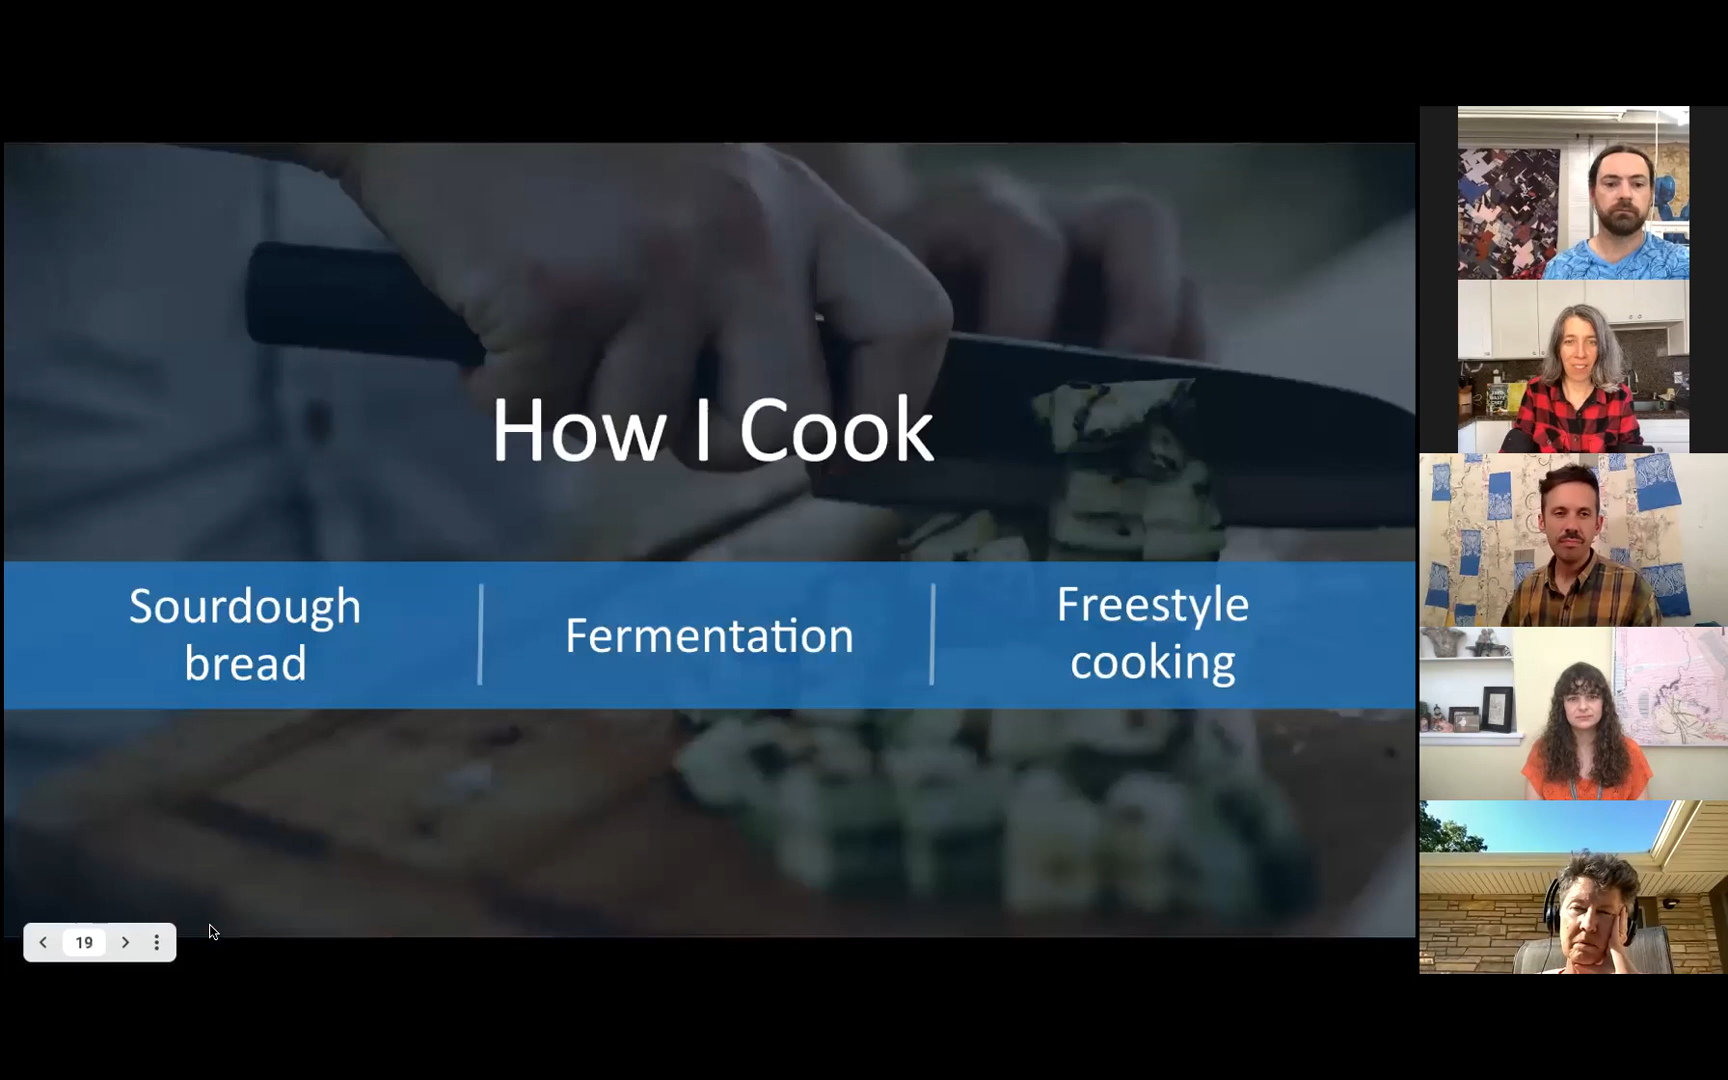 How I Cook
Sourdough
bread
Fermentation
Freestyle
cooking
19